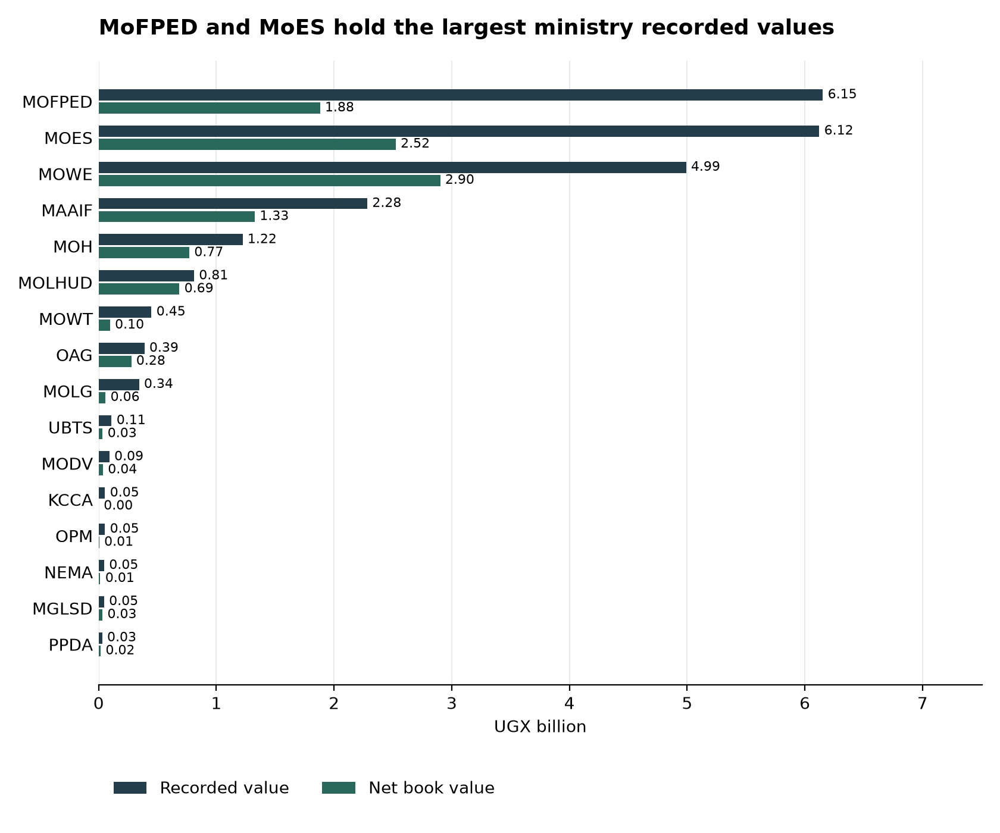 MoFPED and MoES hold the largest ministry recorded values
MOFPED 6.15
1.88
MOES 6.12
2.52
MOWE 4.99
2.90
MAAIF 2.28
1.33
MOH 1.22
0.77
MOLHUD 0.81
0.69
MOWT 0.45
0.10
OAG 0.39
0.28
MOLG 0.34
0.06
UBTS 0.11
0.03
MODV 0.09
0.04
KCCA 0.05
0.00
OPM 0.05
0.01
NEMA 0.05
0.01
MGLSD 0.05
0.03
PPDA 0.03
0.02
0 1 2 3 4 5 6 7
UGX billion
Recorded value Net book value